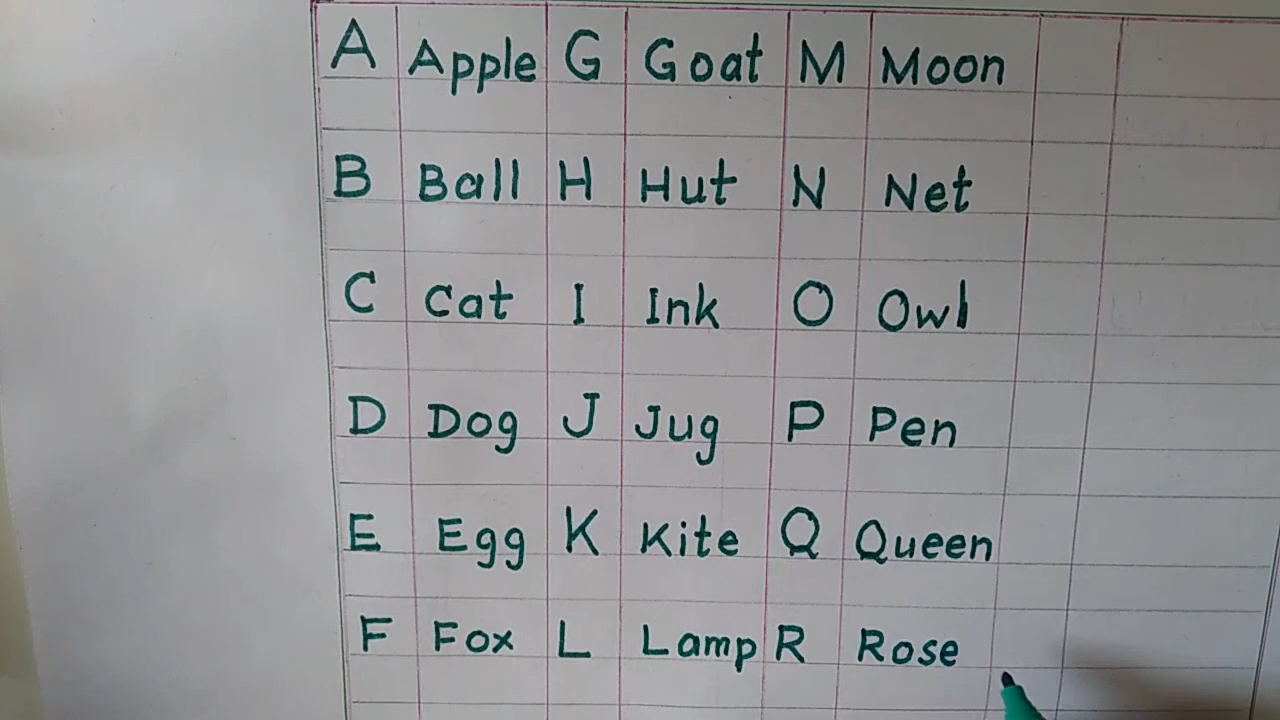 A Apple G Goat M Moon
B Ball H Hut N Net
C Cat I Ink O Owl
D Dog J Jug P Pen
E Egg K Kite Q Queen
F Fox L Lamp R Rose